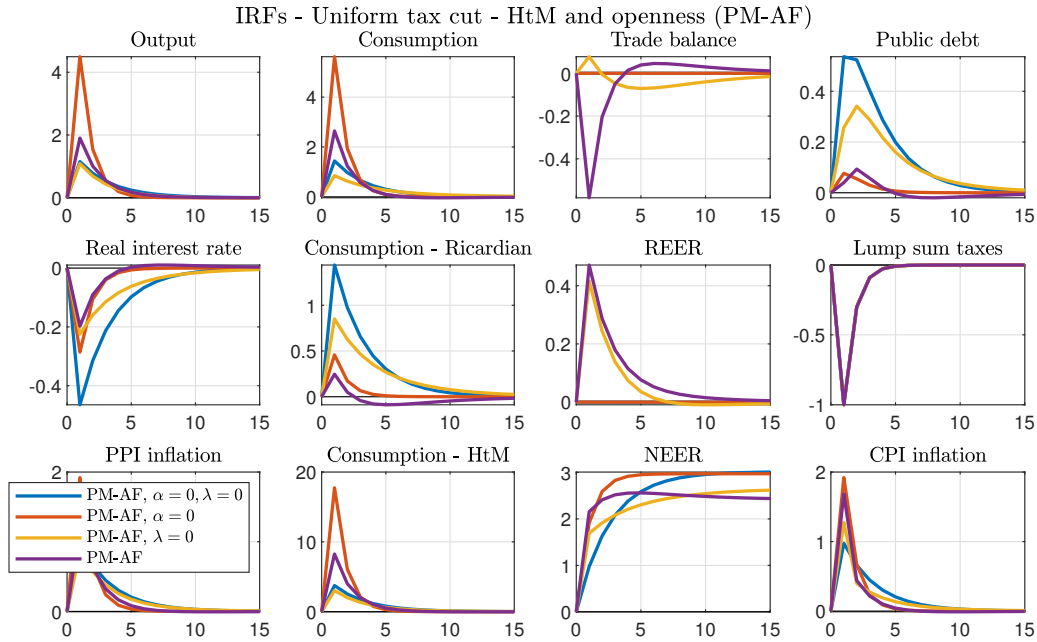 IRFs - Uniform tax cut - HtM and openness (PM-AF)
Output
4
2
0
0 5 10 15
Consumption
4
2
0
0 5 10 15
Trade balance
0
-0.2
-0.4
0 5 10 15
Public debt
0.4
0.2
0
0 5 10 15
Real interest rate
0
-0.2
-0.4
0 5 10 15
Consumption - Ricardian
1
0.5
0
0 5 10 15
REER
0.4
0.2
0
0 5 10 15
Lump sum taxes
0
-0.5
-1
0 5 10 15
PPI inflation
2
0
0 5 10 15
PM-AF, α = 0, λ = 0
PM-AF, α = 0
PM-AF, λ = 0
PM-AF
Consumption - HtM
20
10
0
0 5 10 15
NEER
3
2
1
0
0 5 10 15
CPI inflation
2
1
0
0 5 10 15